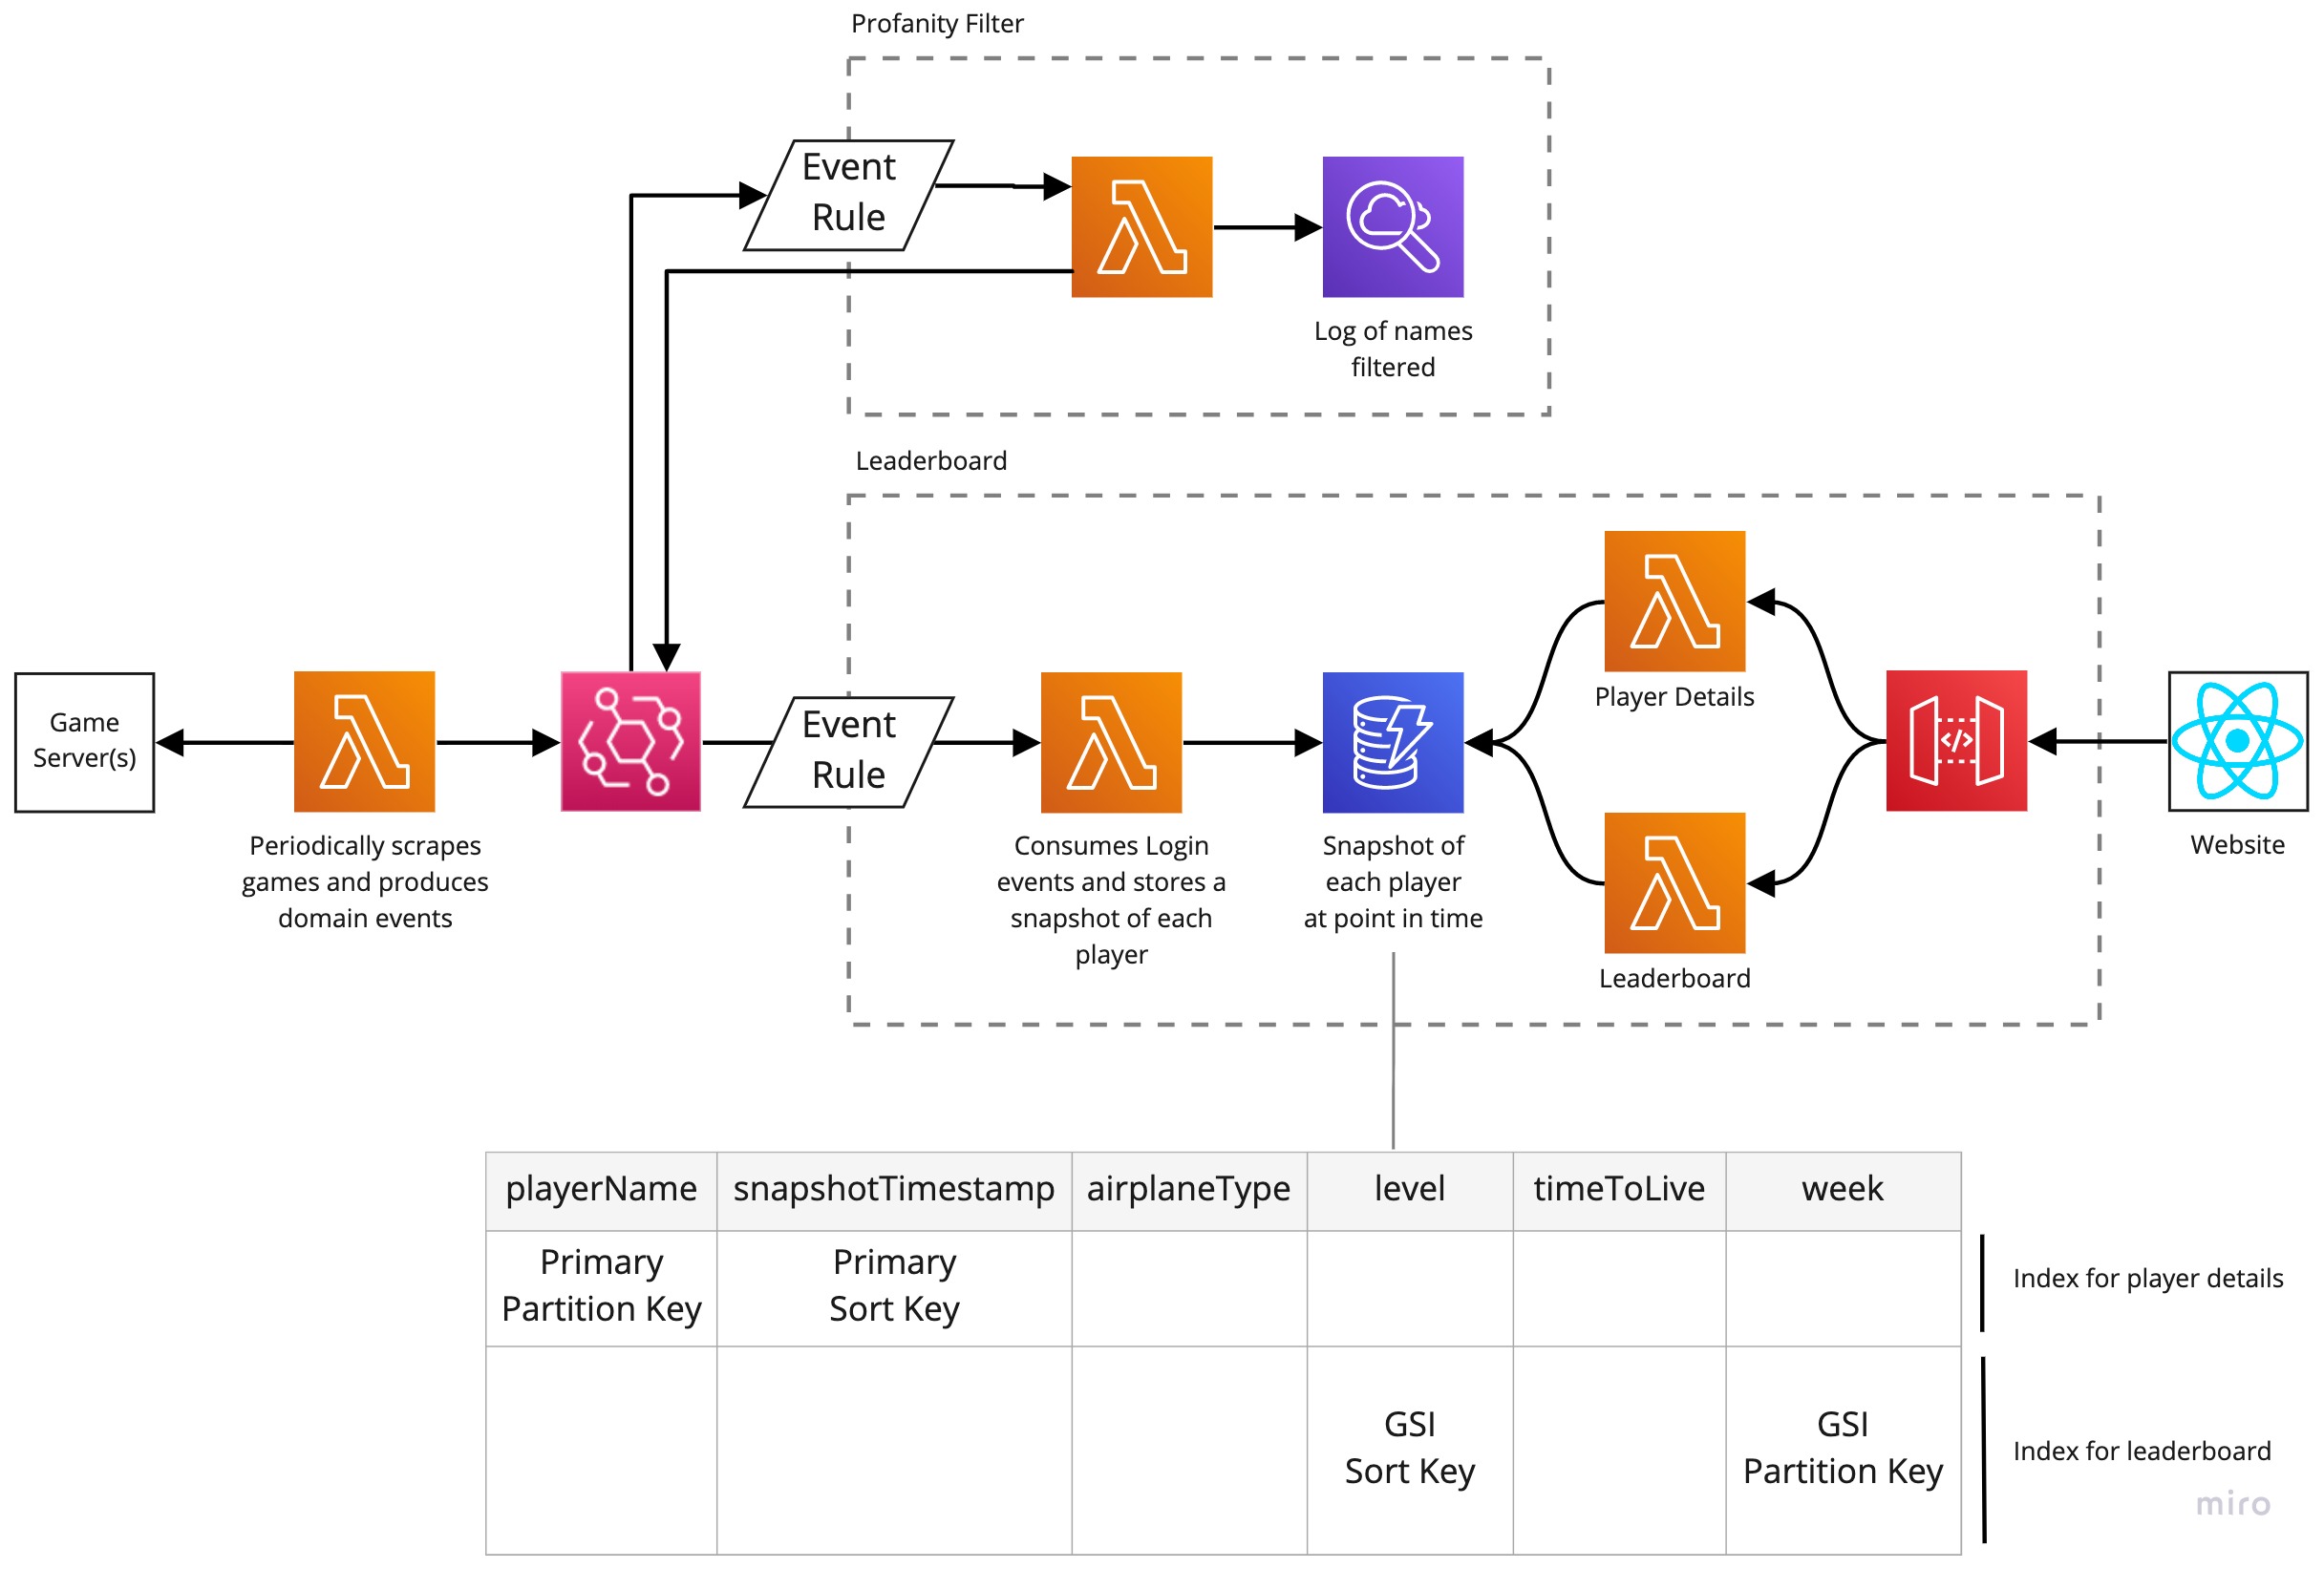 Profanity Filter
Event
Rule
Log of names
filtered
Leaderboard
Game
Server(s)
Periodically scrapes
games and produces
domain events
Event
Rule
Consumes Login
events and stores a
snapshot of each
player
Snapshot of
each player
at point in time
Player Details
Leaderboard
</>
Website
playerName snapshotTimestamp airplaneType level timeToLive week
Primary
Partition Key
Primary
Sort Key
Index for player details
GSI
Sort Key
GSI
Partition Key
Index for leaderboard
miro